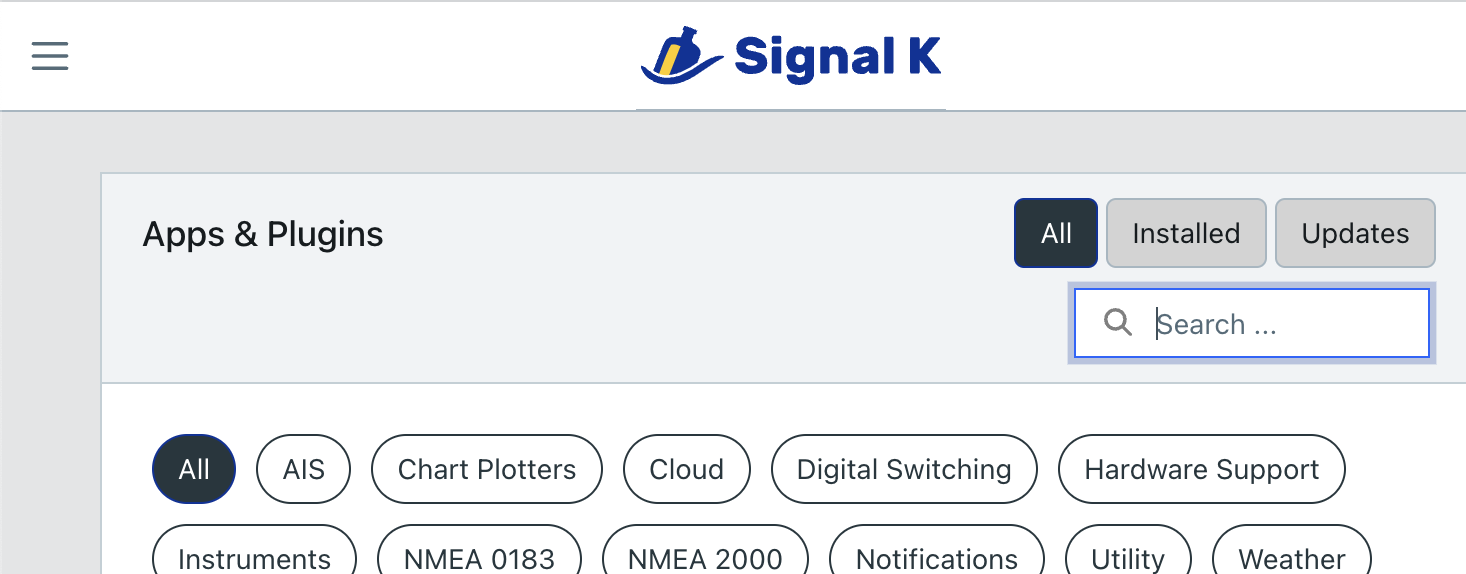 Signal K
Apps & Plugins
All Installed Updates
Search ...
All AIS Chart Plotters Cloud Digital Switching Hardware Support
Instruments NMEA 0183 NMEA 2000 Notifications Utility Weather